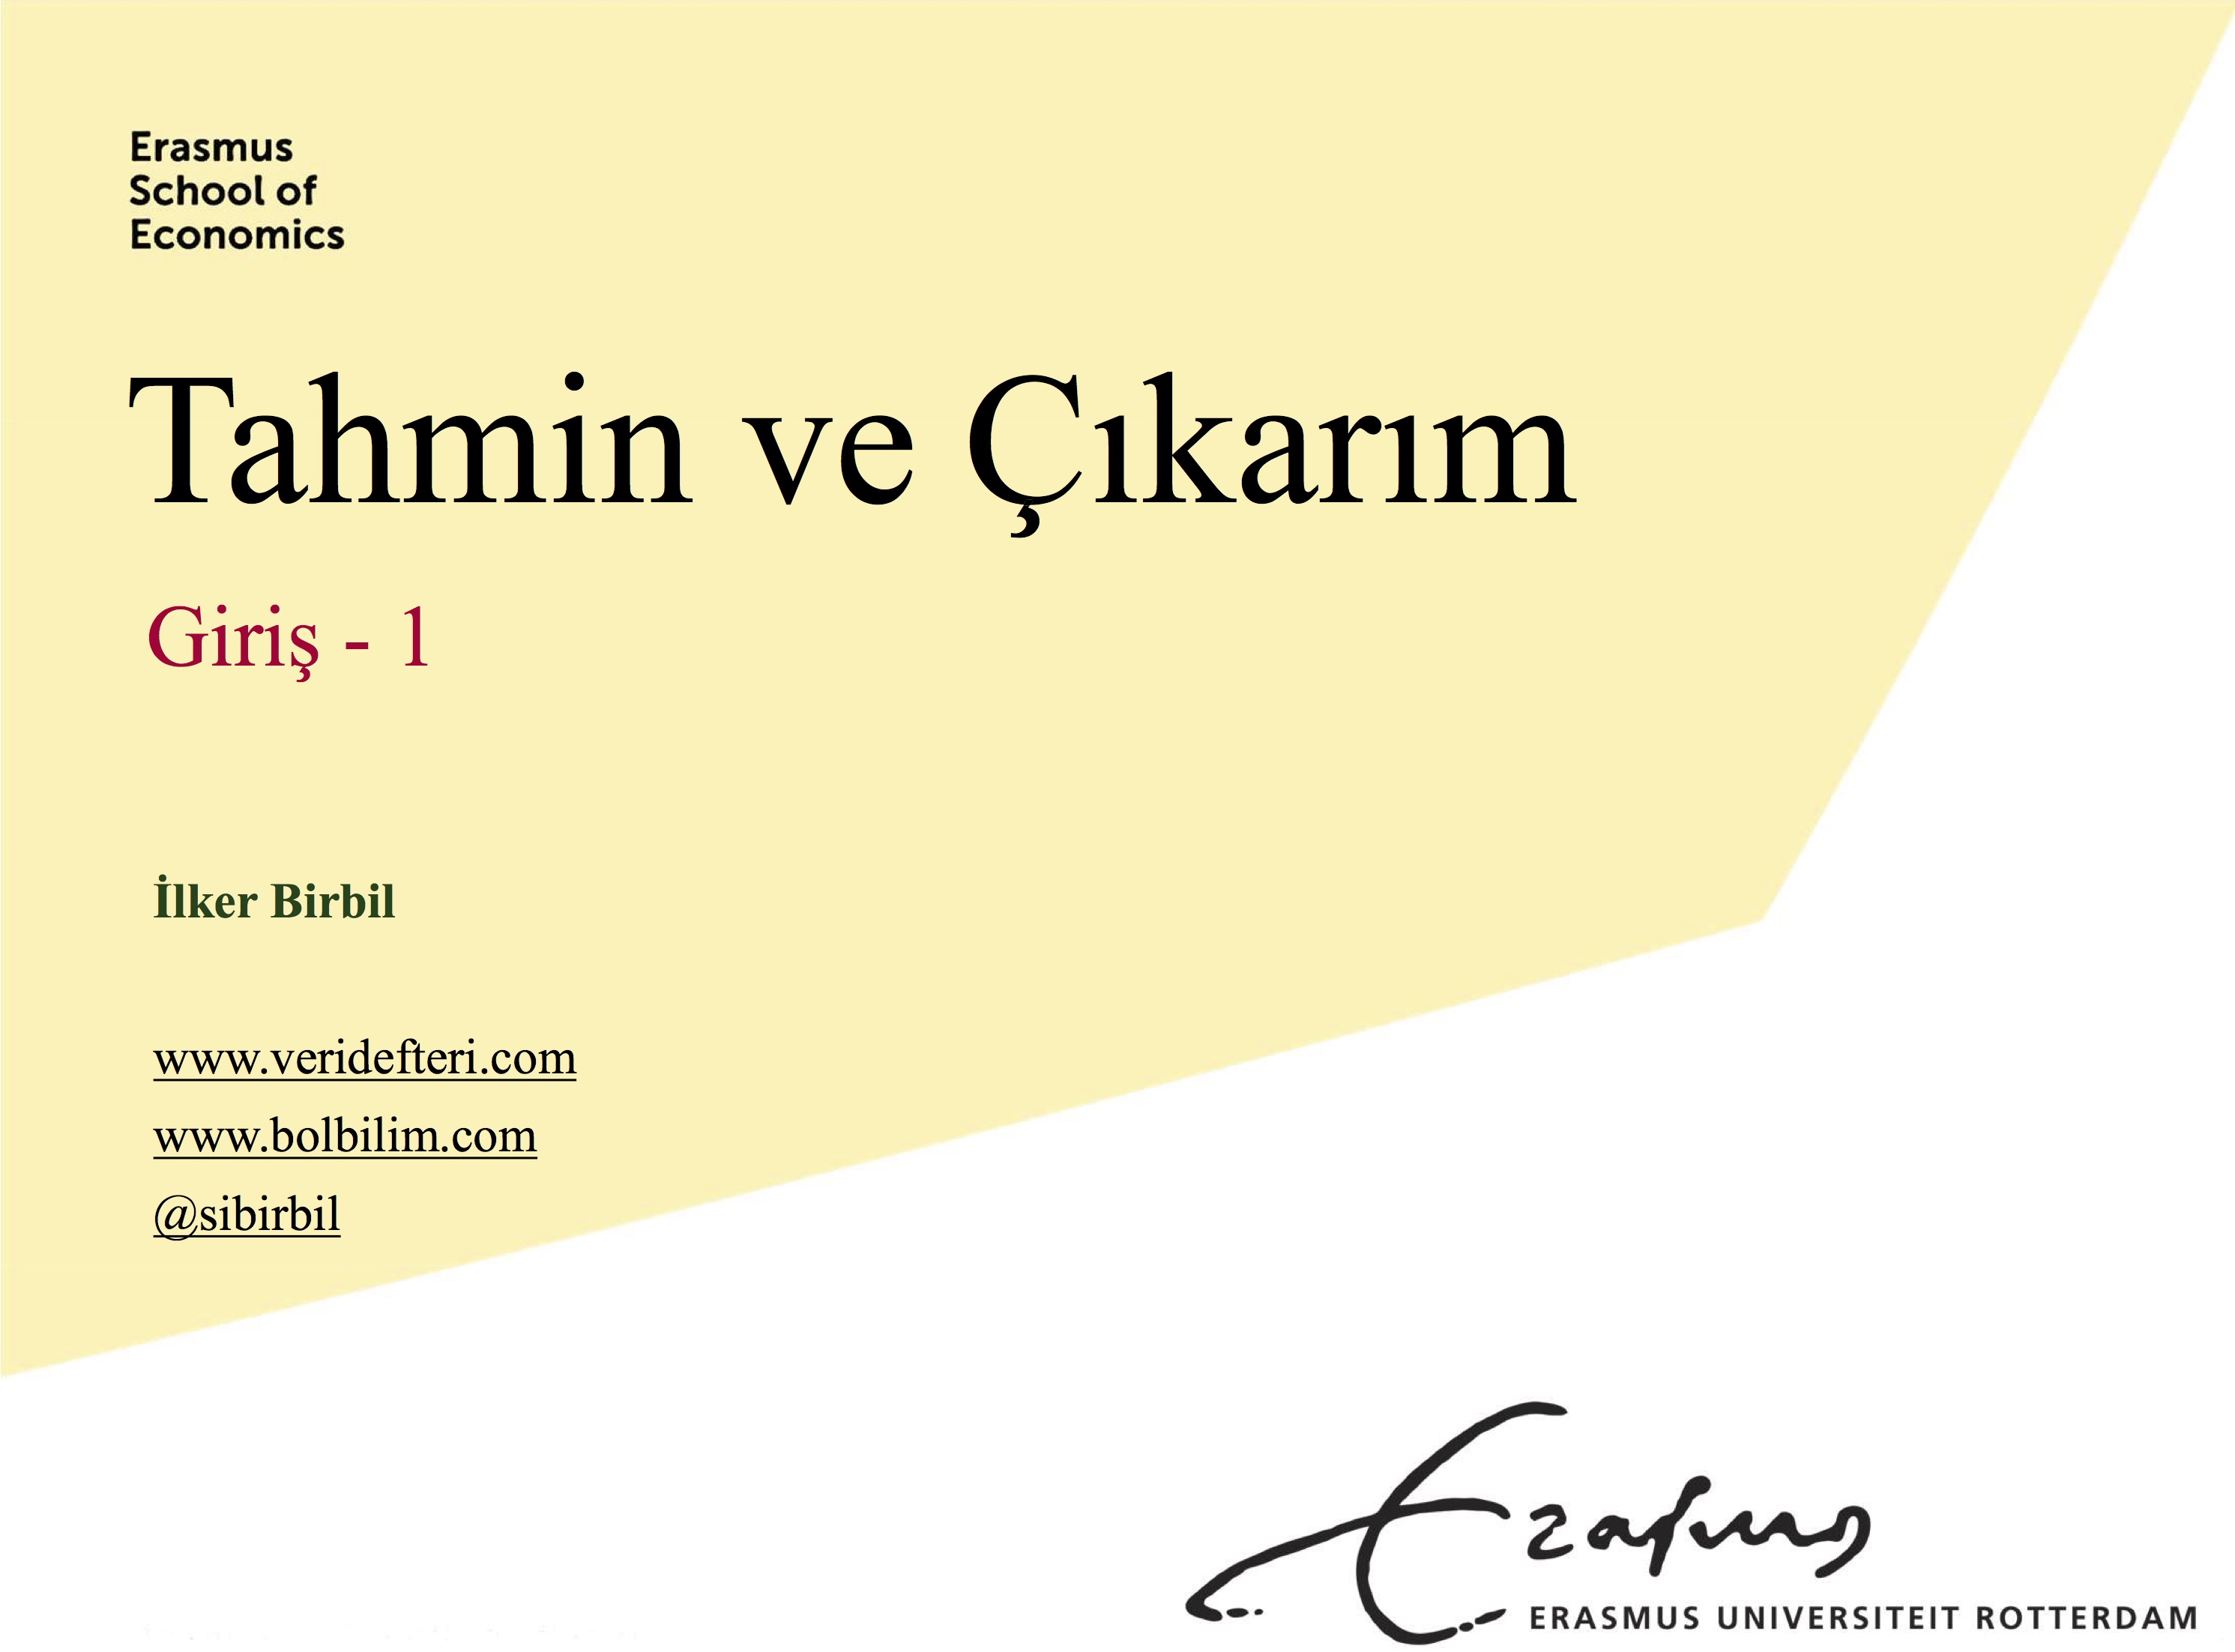 Erasmus
School of
Economics
Tahmin ve Çıkarım
Giriş - 1
İlker Birbil
www.veridefteri.com
www.bolbilim.com
@sibirbil
Erasmus
ERASMUS UNIVERSITEIT ROTTERDAM